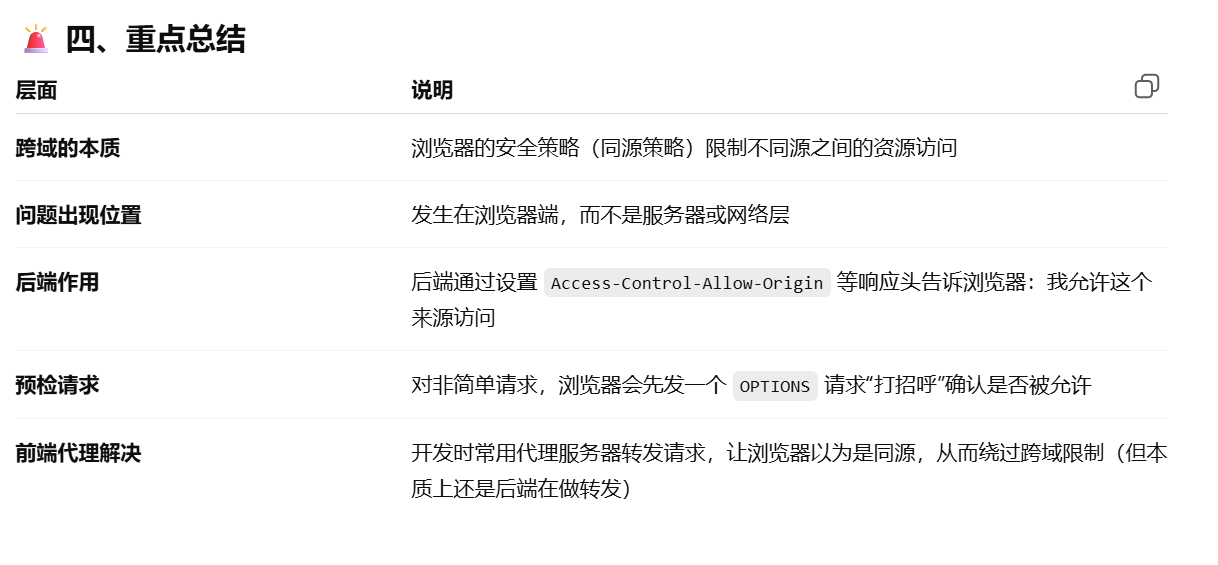 🚨 四、重点总结
层面 说明
跨域的本质 浏览器的安全策略（同源策略）限制不同源之间的资源访问
问题出现位置 发生在浏览器端，而不是服务器或网络层
后端作用 后端通过设置 Access-Control-Allow-Origin 等响应头告诉浏览器：我允许这个
来源访问
预检请求 对非简单请求，浏览器会先发一个 OPTIONS 请求“打招呼”确认是否被允许
前端代理解决 开发时常用代理服务器转发请求，让浏览器以为是同源，从而绕过跨域限制（但本
质上还是后端在做转发）